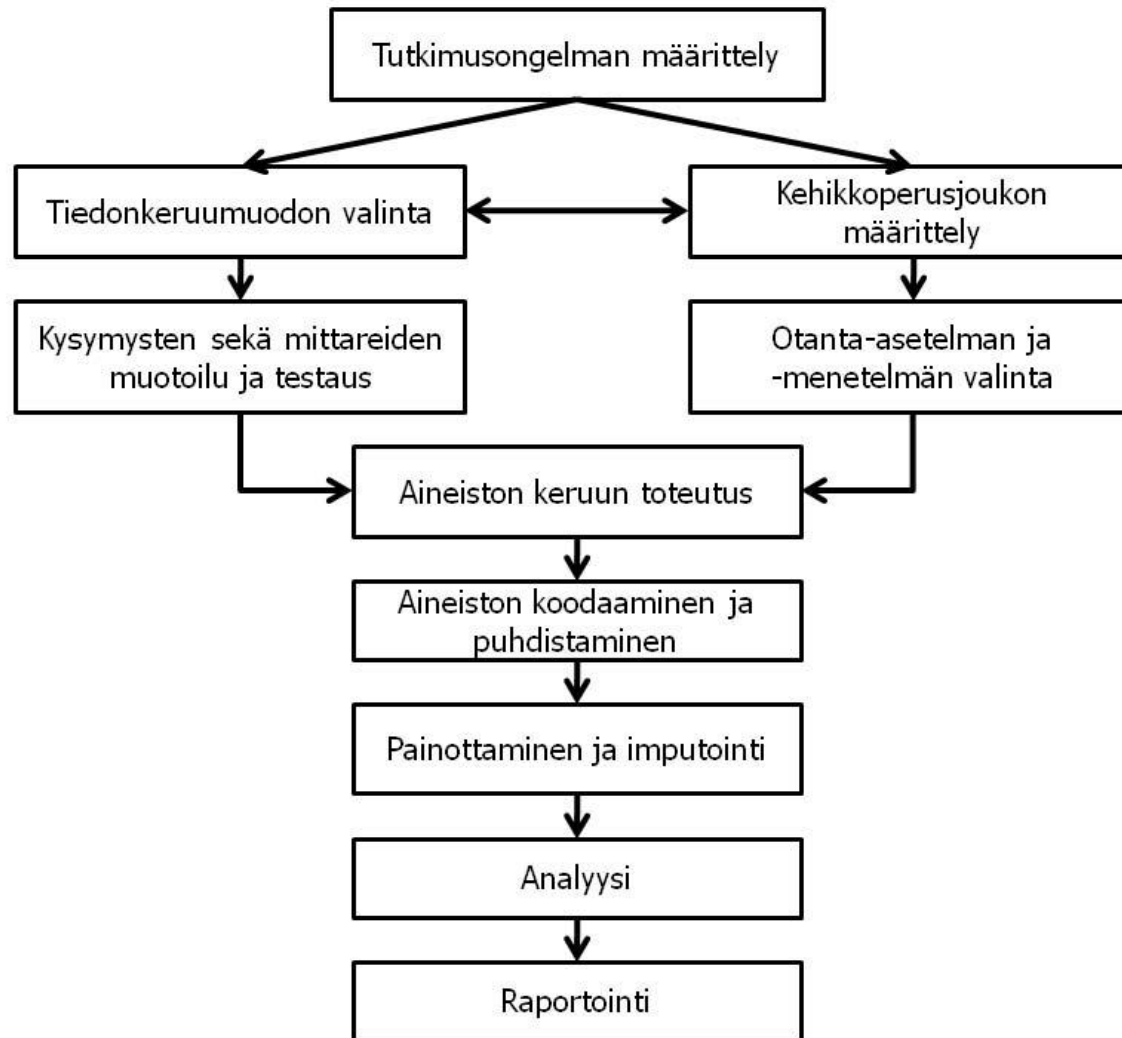 Tutkimusongelman määrittely
Tiedonkeruumuodon valinta
Kehikkoperusjoukon
määrittely
Kysymysten sekä mittareiden
muotoilu ja testaus
Otanta-asetelman ja
-menetelmän valinta
Aineiston keruun toteutus
Aineiston koodaaminen ja
puhdistaminen
Painottaminen ja imputointi
Analyysi
Raportointi